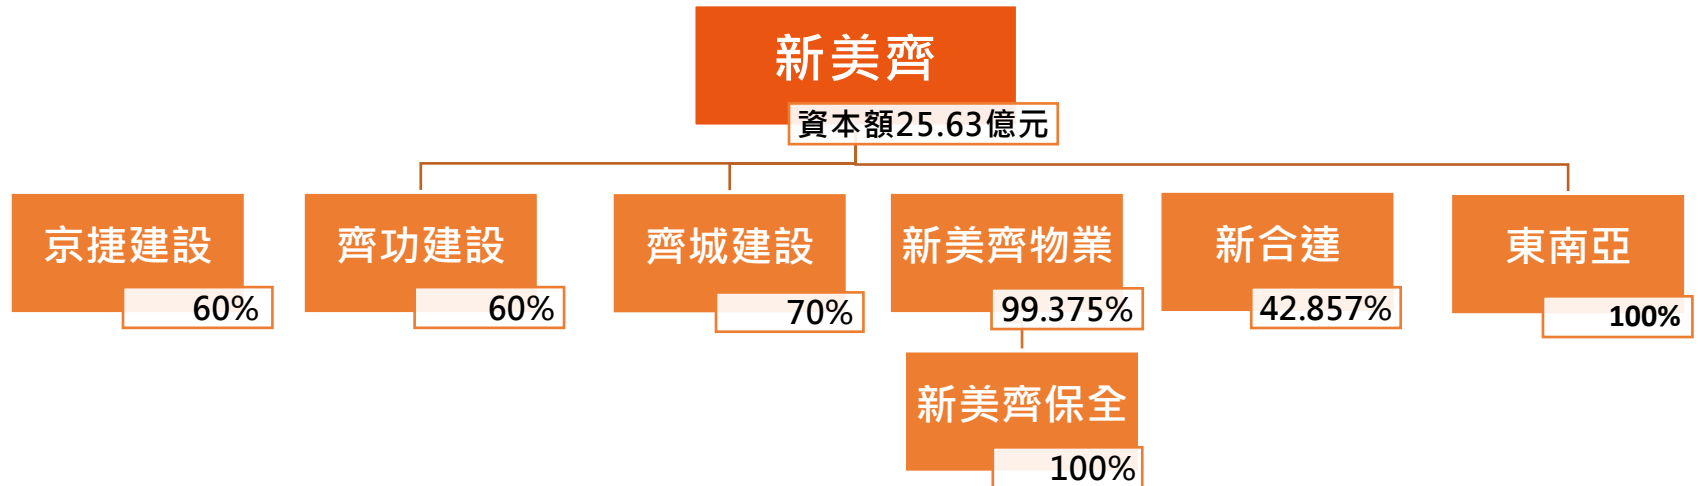 新美齊
資本額25.63億元
京捷建設
60%
齊功建設
60%
齊城建設
70%
新美齊物業
99.375%
新合達
42.857%
東南亞
100%
新美齊保全
100%